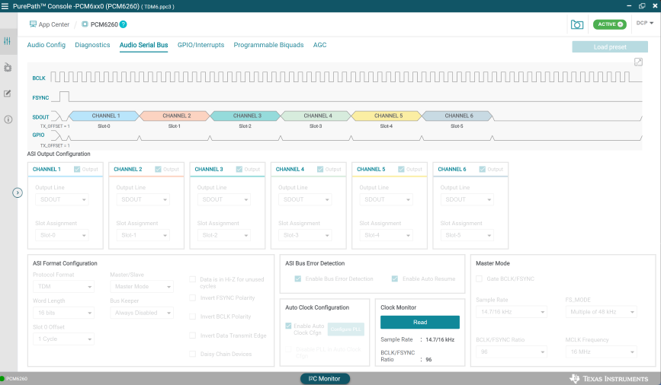 PurePath™ Console -PCM6xx0 (PCM6260) ( TDM6.ppc3 )
App Center / PCM6260 ?
ACTIVE
DCP
Audio Config Diagnostics Audio Serial Bus GPIO/Interrupts Programmable Biquads AGC
Load preset
BCLK
FSYNC
SDOUT CHANNEL 1 CHANNEL 2 CHANNEL 3 CHANNEL 4 CHANNEL 5 CHANNEL 6
TX_OFFSET = 1 Slot-0 Slot-1 Slot-2 Slot-3 Slot-4 Slot-5
GPIO
TX_OFFSET = 1
ASI Output Configuration
CHANNEL 1 Output CHANNEL 2 Output CHANNEL 3 Output CHANNEL 4 Output CHANNEL 5 Output CHANNEL 6 Output
Output Line Output Line Output Line Output Line Output Line Output Line
SDOUT SDOUT SDOUT SDOUT SDOUT SDOUT
Slot Assignment Slot Assignment Slot Assignment Slot Assignment Slot Assignment Slot Assignment
Slot-0 Slot-1 Slot-2 Slot-3 Slot-4 Slot-5
ASI Format Configuration
Protocol Format Master/Slave
TDM Master Mode
Data is in Hi-Z for unused cycles
Word Length Bus Keeper
16 bits Always Disabled
Invert FSYNC Polarity
Invert BCLK Polarity
Slot 0 Offset
1 Cycle
Invert Data Transmit Edge
Daisy Chain Devices
ASI Bus Error Detection
Enable Bus Error Detection Enable Auto Resume
Auto Clock Configuration
Enable Auto Clock Cfgn
Clock Monitor
Read
Sample Rate : 14.7/16 kHz
BCLK/FSYNC Ratio : 96
Master Mode
Gate BCLK/FSYNC
Sample Rate FS_MODE
14.7/16 kHz Multiple of 48 kHz
BCLK/FSYNC Ratio MCLK Frequency
96
PCM6260
I²C Monitor
TEXAS INSTRUMENTS